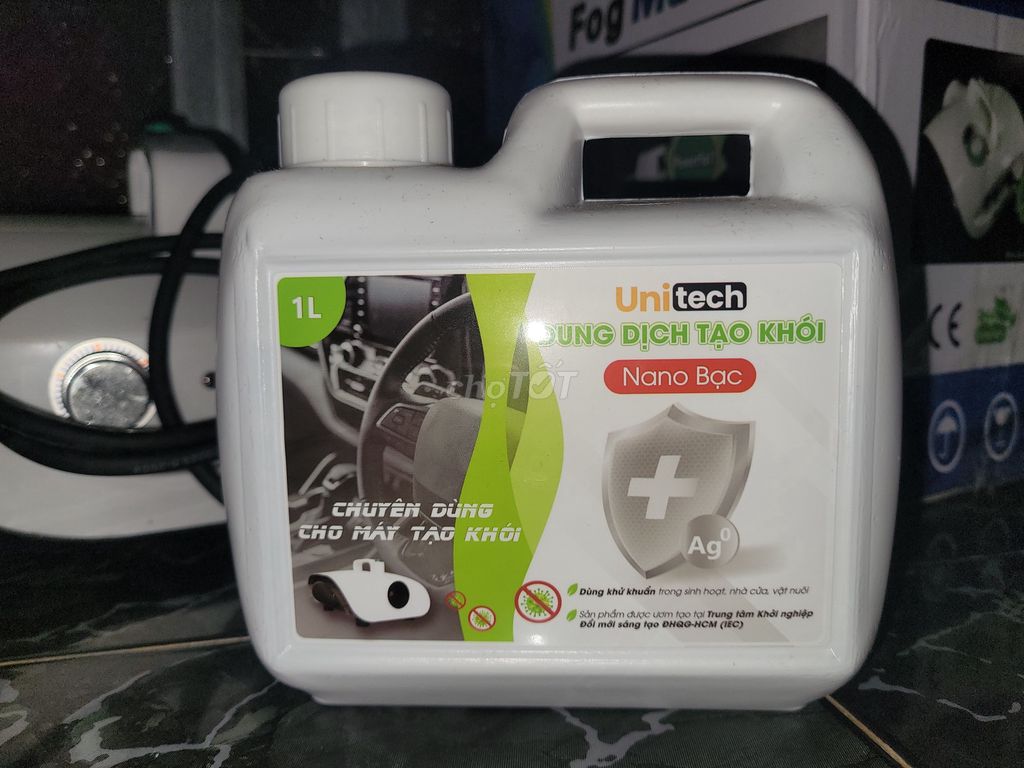 Fog
1L
Unitech
DUNG DỊCH TẠO KHÓI
Nano Bạc
chợTỐT
CHUYÊN DÙNG
CHO MÁY TẠO KHÓI
Ag0
Dùng khử khuẩn trong sinh hoạt, nhà cửa, vật nuôi
Sản phẩm được ươm tạo tại Trung tâm Khởi nghiệp
Đổi mới sáng tạo ĐHQG-HCM (IEC)
CE